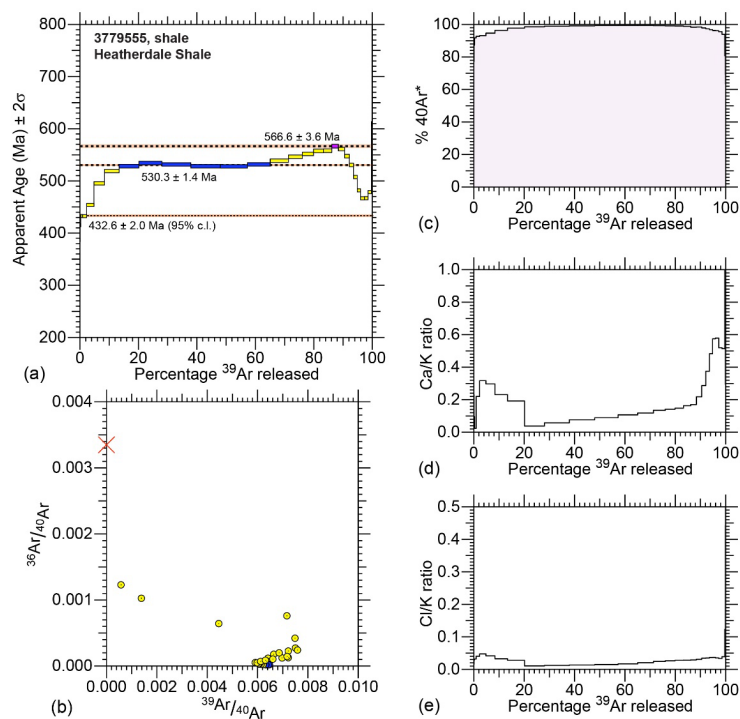 3779555, shale
Heatherdale Shale
566.6 ± 3.6 Ma
530.3 ± 1.4 Ma
432.6 ± 2.0 Ma (95% c.l.)
Apparent Age (Ma) ± 2σ
800
700
600
500
400
300
200
0 20 40 60 80 100
Percentage ³⁹Ar released
(a)
³⁶Ar/⁴⁰Ar
0.004
0.003
0.002
0.001
0.000
0.000 0.002 0.004 0.006 0.008 0.010
³⁹Ar/⁴⁰Ar
(b)
% 40Ar*
100
80
60
40
20
0
0 20 40 60 80 100
Percentage ³⁹Ar released
(c)
Ca/K ratio
1.0
0.8
0.6
0.4
0.2
0.0
0 20 40 60 80 100
Percentage ³⁹Ar released
(d)
Cl/K ratio
0.5
0.4
0.3
0.2
0.1
0.0
0 20 40 60 80 100
Percentage ³⁹Ar released
(e)